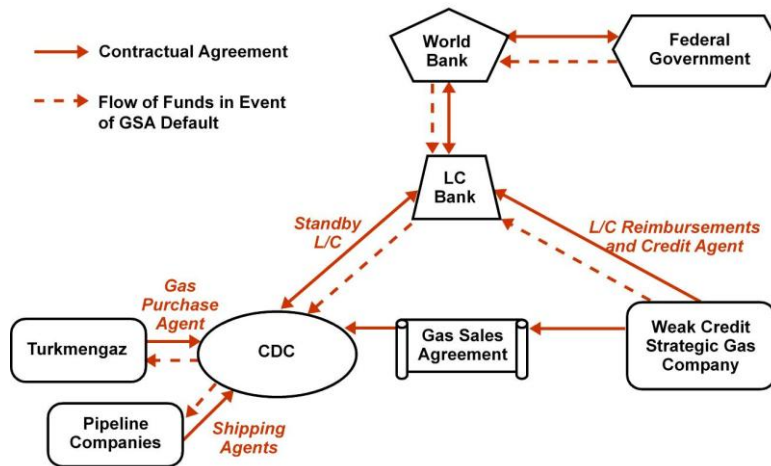 Contractual Agreement
Flow of Funds in Event
of GSA Default
World
Bank
Federal
Government
LC
Bank
Standby
L/C
L/C Reimbursements
and Credit Agent
Gas
Purchase
Agent
Turkmengaz
CDC
Gas Sales
Agreement
Weak Credit
Strategic Gas
Company
Pipeline
Companies
Shipping
Agents